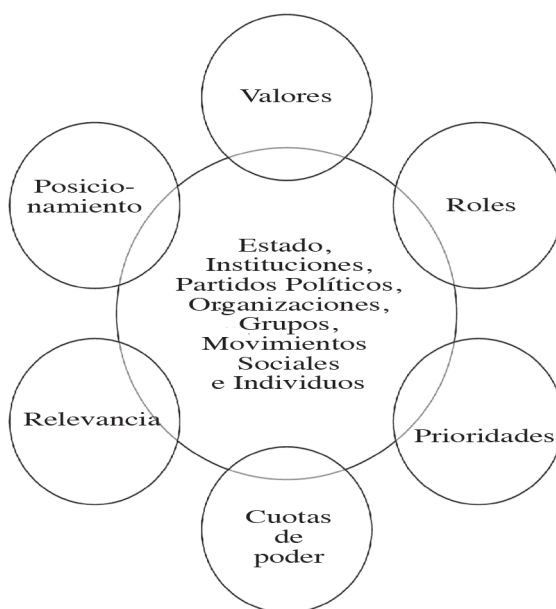 Valores
Posicio-
namiento
Roles
Estado,
Instituciones,
Partidos Políticos,
Organizaciones,
Grupos,
Movimientos
Sociales
e Individuos
Relevancia
Prioridades
Cuotas
de
poder